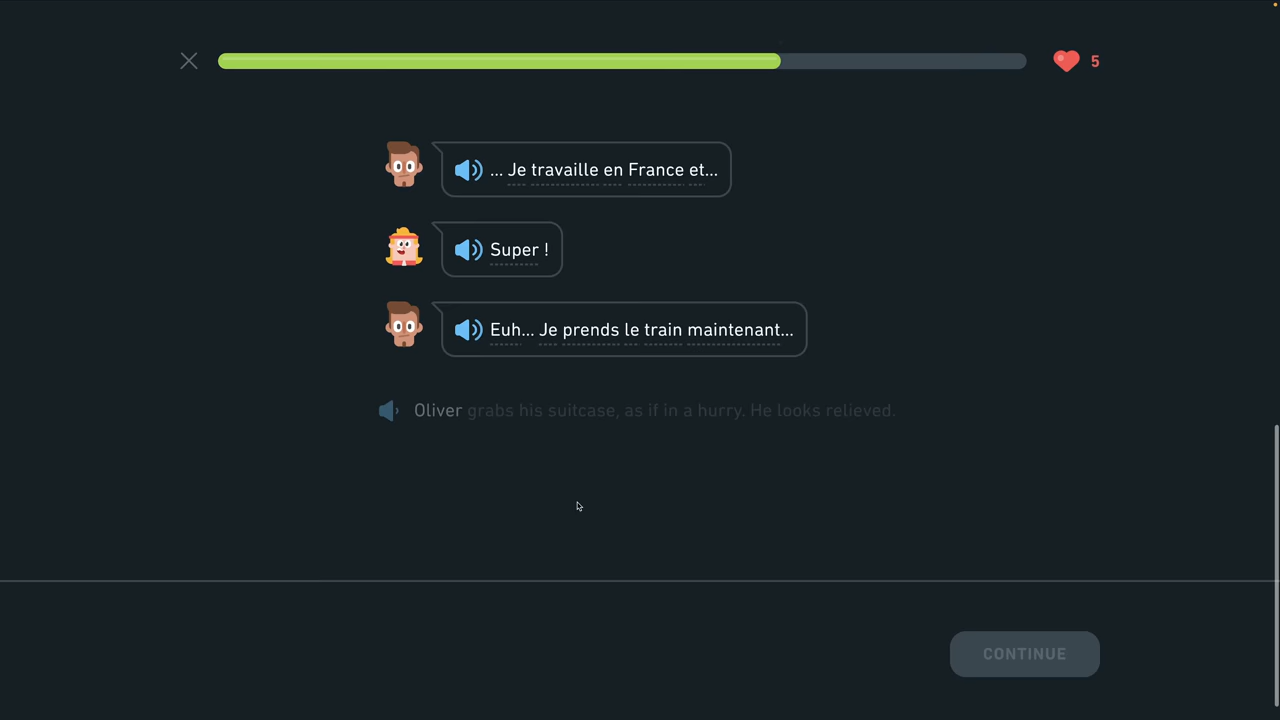 5
... Je travaille en France et...
Super !
Euh... Je prends le train maintenant...
Oliver grabs his suitcase, as if in a hurry. He looks relieved.
CONTINUE